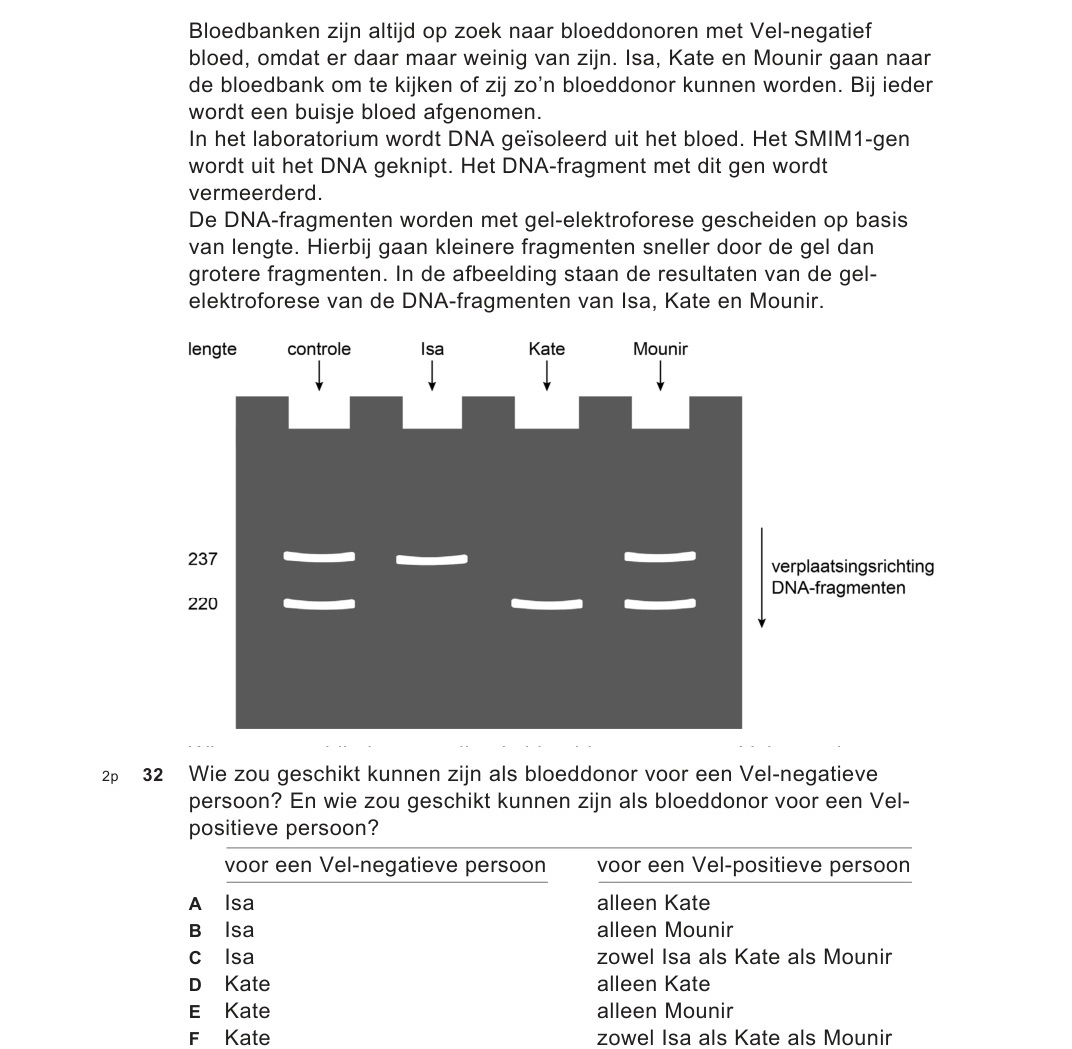 Bloedbanken zijn altijd op zoek naar bloeddonoren met Vel-negatief
bloed, omdat er daar maar weinig van zijn. Isa, Kate en Mounir gaan naar
de bloedbank om te kijken of zij zo'n bloeddonor kunnen worden. Bij ieder
wordt een buisje bloed afgenomen.
In het laboratorium wordt DNA geïsoleerd uit het bloed. Het SMIM1-gen
wordt uit het DNA geknipt. Het DNA-fragment met dit gen wordt
vermeerderd.
De DNA-fragmenten worden met gel-elektroforese gescheiden op basis
van lengte. Hierbij gaan kleinere fragmenten sneller door de gel dan
grotere fragmenten. In de afbeelding staan de resultaten van de gel-
elektroforese van de DNA-fragmenten van Isa, Kate en Mounir.
lengte controle Isa Kate Mounir
237
220
verplaatsingsrichting
DNA-fragmenten
2p 32 Wie zou geschikt kunnen zijn als bloeddonor voor een Vel-negatieve
persoon? En wie zou geschikt kunnen zijn als bloeddonor voor een Vel-
positieve persoon?
voor een Vel-negatieve persoon voor een Vel-positieve persoon
A Isa alleen Kate
B Isa alleen Mounir
C Isa zowel Isa als Kate als Mounir
D Kate alleen Kate
E Kate alleen Mounir
F Kate zowel Isa als Kate als Mounir